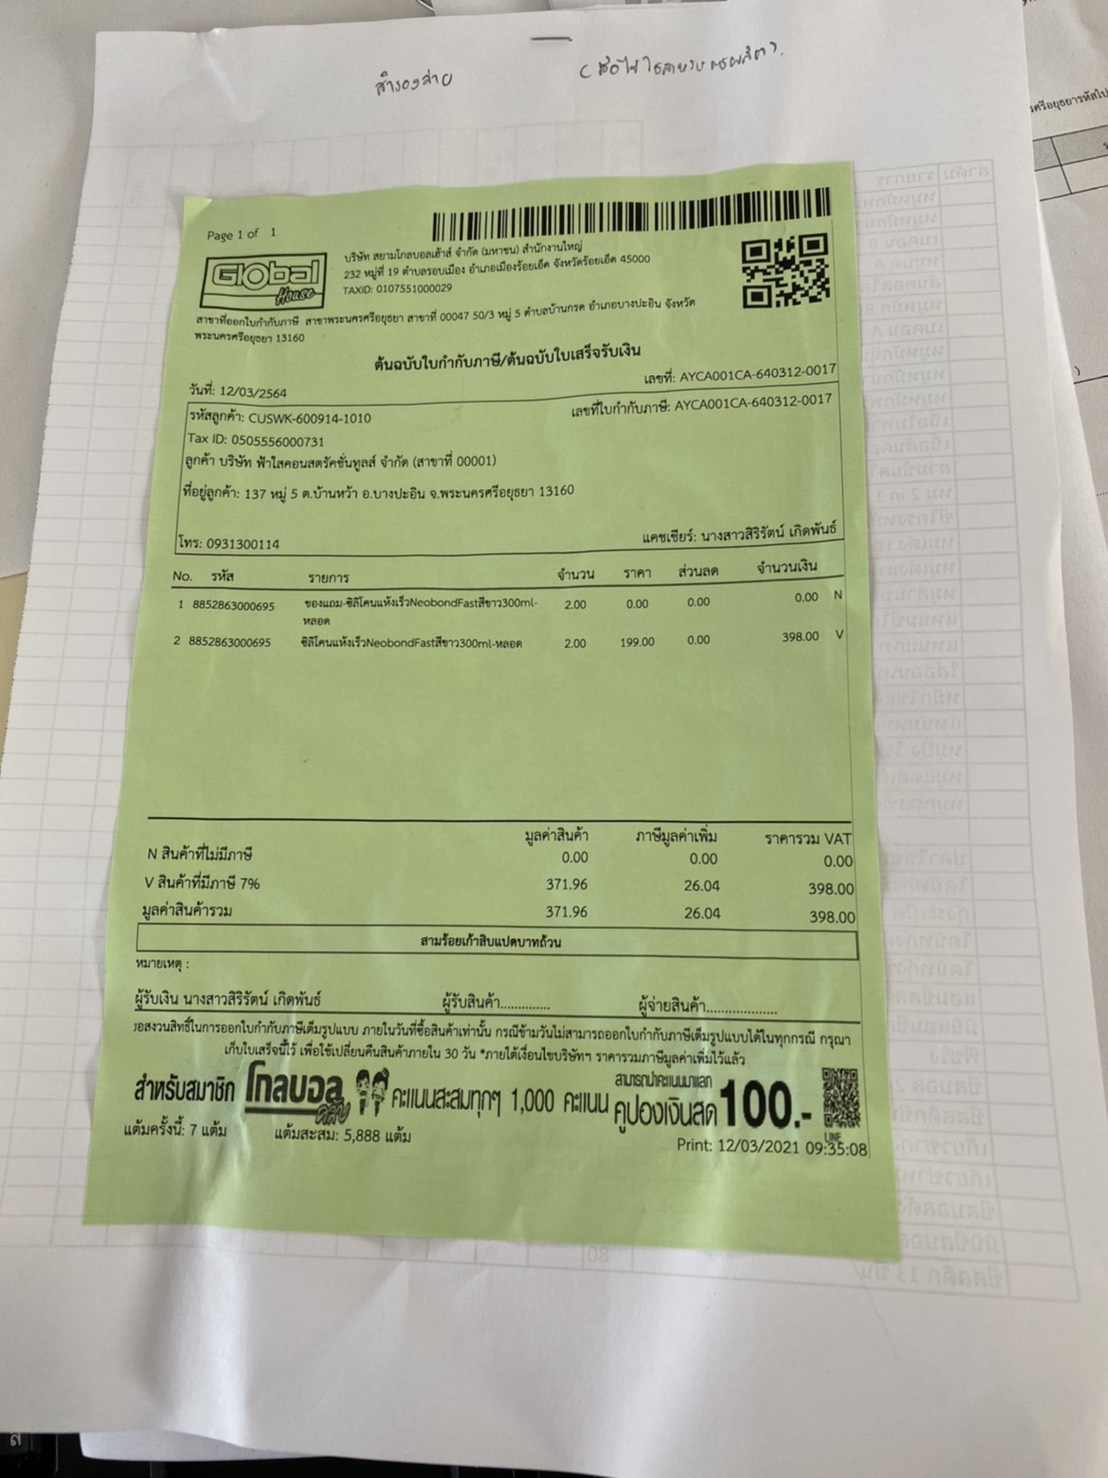 สำรองจ่าย
Page 1 of 1
Global
House
บริษัท สยามโกลบอลเฮ้าส์ จำกัด (มหาชน) สำนักงานใหญ่
232 หมู่ที่ 19 ตำบลรอบเมือง อำเภอเมืองร้อยเอ็ด จังหวัดร้อยเอ็ด 45000
TAXID: 0107551000029
สาขาที่ออกใบกำกับภาษี สาขาพระนครศรีอยุธยา สาขาที่ 00047 50/3 หมู่ 5 ตำบลบ้านกรด อำเภอบางปะอิน จังหวัด
พระนครศรีอยุธยา 13160
ต้นฉบับใบกำกับภาษี/ต้นฉบับใบเสร็จรับเงิน
วันที่: 12/03/2564 เลขที่: AYCA001CA-640312-0017
รหัสลูกค้า: CUSWK-600914-1010 เลขที่ใบกำกับภาษี: AYCA001CA-640312-0017
Tax ID: 0505556000731
ลูกค้า บริษัท ฟ้าใสคอนสตรัคชั่นทูลส์ จำกัด (สาขาที่ 00001)
ที่อยู่ลูกค้า: 137 หมู่ 5 ต.บ้านหว้า อ.บางปะอิน จ.พระนครศรีอยุธยา 13160
โทร: 0931300114 แคชเชียร์: นางสาวสิริรัตน์ เกิดพันธ์
No. รหัส รายการ จำนวน ราคา ส่วนลด จำนวนเงิน
1 8852863000695 ของแถม-ซิลิโคนแห้งเร็วNeobondFastสีขาว300ml- 2.00 0.00 0.00 0.00 N
หลอด
2 8852863000695 ซิลิโคนแห้งเร็วNeobondFastสีขาว300ml-หลอด 2.00 199.00 0.00 398.00 V
มูลค่าสินค้า ภาษีมูลค่าเพิ่ม ราคารวม VAT
N สินค้าที่ไม่มีภาษี 0.00 0.00 0.00
V สินค้าที่มีภาษี 7% 371.96 26.04 398.00
มูลค่าสินค้ารวม 371.96 26.04 398.00
สามร้อยเก้าสิบแปดบาทถ้วน
หมายเหตุ :
ผู้รับเงิน นางสาวสิริรัตน์ เกิดพันธ์ ผู้รับสินค้า............. ผู้จ่ายสินค้า...................
ขอสงวนสิทธิ์ในการออกใบกำกับภาษีเต็มรูปแบบ ภายในวันที่ซื้อสินค้าเท่านั้น กรณีข้ามวันไม่สามารถออกใบกำกับภาษีเต็มรูปแบบได้ในทุกกรณี กรุณา
เก็บใบเสร็จนี้ไว้ เพื่อใช้เปลี่ยนคืนสินค้าภายใน 30 วัน *ภายใต้เงื่อนไขบริษัทฯ ราคารวมภาษีมูลค่าเพิ่มไว้แล้ว
สำหรับสมาชิก โกลบอล คลับ คะแนนสะสมทุกๆ 1,000 คะแนน สามารถนำคะแนนมาแลก คูปองเงินสด 100.-
LINE
แต้มครั้งนี้: 7 แต้ม แต้มสะสม: 5,888 แต้ม Print: 12/03/2021 09:35:08